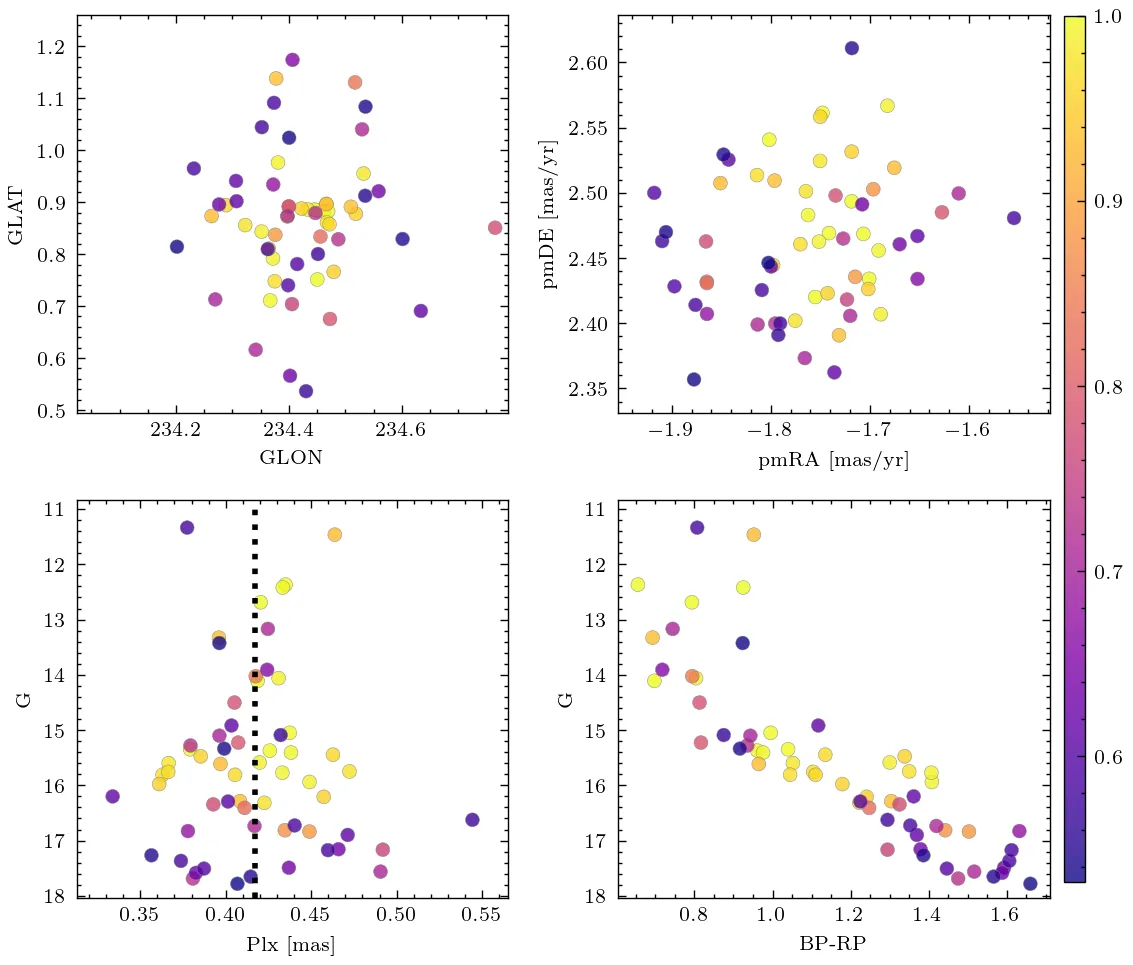 GLAT
1.2
1.1
1.0
0.9
0.8
0.7
0.6
0.5
234.2 234.4 234.6
GLON
pmDE [mas/yr]
2.60
2.55
2.50
2.45
2.40
2.35
−1.9 −1.8 −1.7 −1.6
pmRA [mas/yr]
G
11
12
13
14
15
16
17
18
0.35 0.40 0.45 0.50 0.55
Plx [mas]
G
11
12
13
14
15
16
17
18
0.8 1.0 1.2 1.4 1.6
BP-RP
1.0
0.9
0.8
0.7
0.6